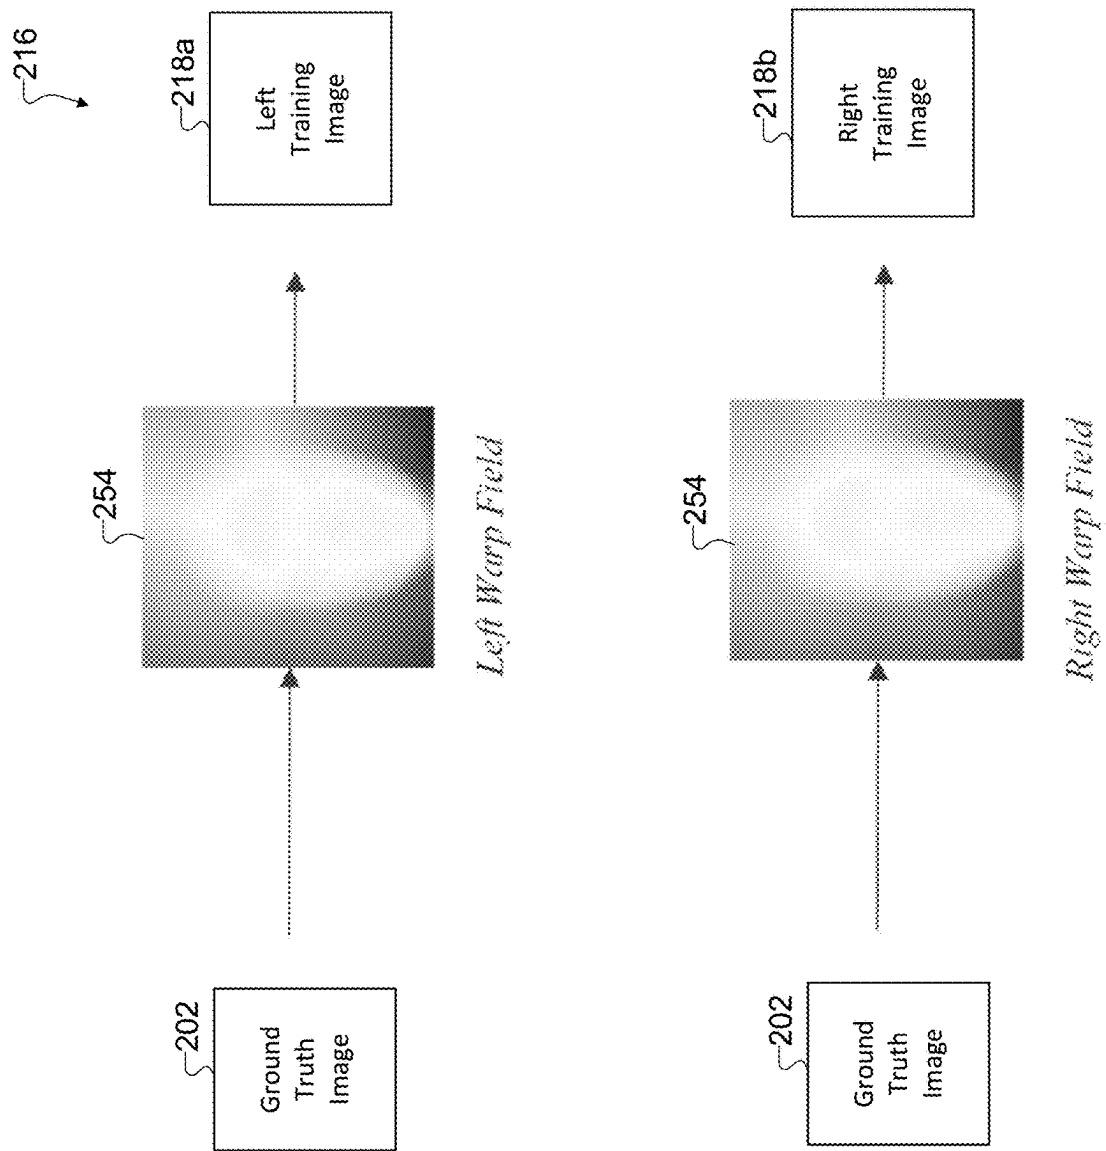 216
218a
Left
Training
Image
254
Left Warp Field
202
Ground
Truth
Image
218b
Right
Training
Image
254
Right Warp Field
202
Ground
Truth
Image